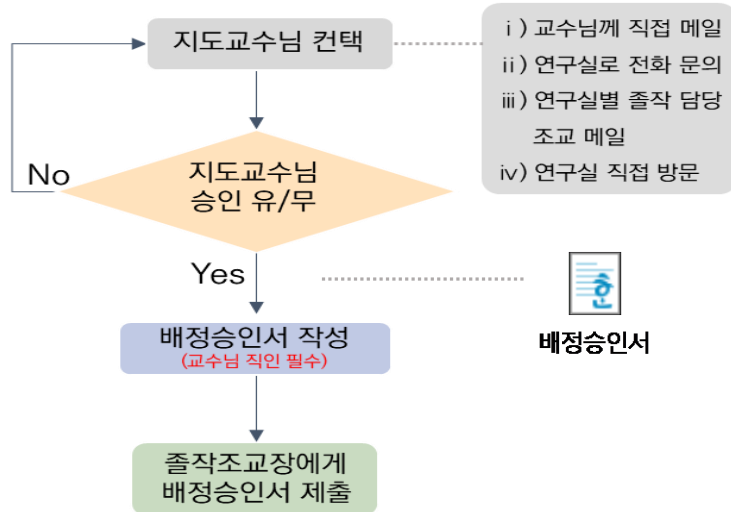 지도교수님 컨택
ⅰ) 교수님께 직접 메일
ⅱ) 연구실로 전화 문의
ⅲ) 연구실별 졸작 담당
조교 메일
ⅳ) 연구실 직접 방문
지도교수님
승인 유/무
No
Yes
배정승인서 작성
(교수님 직인 필수)
훈
배정승인서
졸작조교장에게
배정승인서 제출